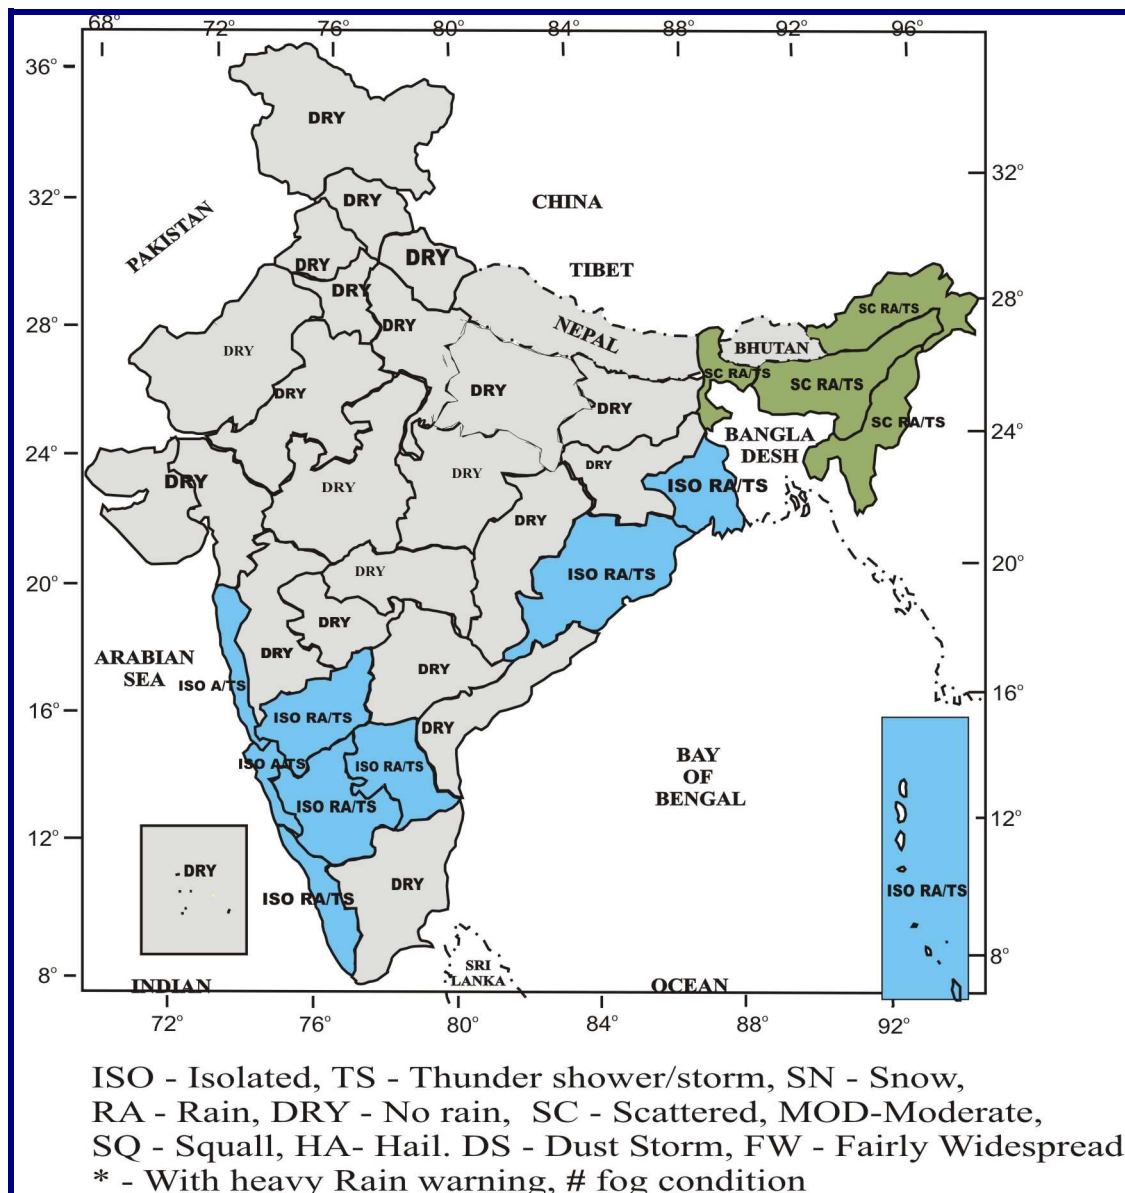 68° 72° 76° 80° 84° 88° 92° 96°
36°
DRY
32°
32°
DRY
CHINA
PAKISTAN
DRY
DRY
TIBET
DRY
28°
SC RA/TS
28°
DRY
NEPAL
BHUTAN
DRY
SC RA/TS
SC RA/TS
DRY
DRY
DRY
SC RA/TS
24°
BANGLA
DESH
24°
DRY
DRY
DRY
DRY
ISO RA/TS
DRY
20°
DRY
ISO RA/TS
20°
DRY
ARABIAN
SEA
DRY
DRY
ISO A/TS
16°
16°
ISO RA/TS
DRY
ISO A/TS
ISO RA/TS
BAY
OF
BENGAL
ISO RA/TS
12°
12°
DRY
DRY
ISO RA/TS
ISO RA/TS
8°
SRI
LANKA
8°
INDIAN
OCEAN
72° 76° 80° 84° 88° 92°
ISO - Isolated, TS - Thunder shower/storm, SN - Snow,
RA - Rain, DRY - No rain, SC - Scattered, MOD-Moderate,
SQ - Squall, HA- Hail. DS - Dust Storm, FW - Fairly Widespread
* - With heavy Rain warning, # fog condition